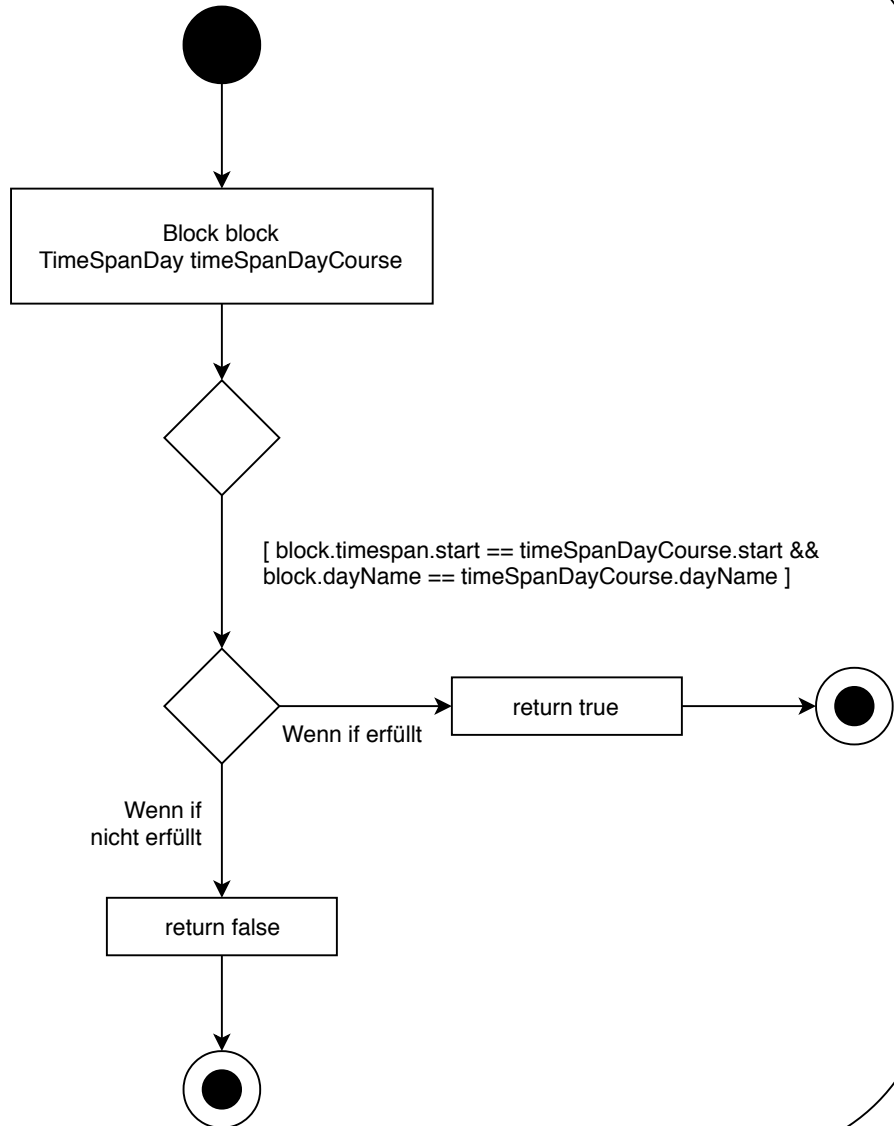 Block block
TimeSpanDay timeSpanDayCourse
[ block.timespan.start == timeSpanDayCourse.start &&
block.dayName == timeSpanDayCourse.dayName ]
return true
Wenn if erfüllt
Wenn if
nicht erfüllt
return false